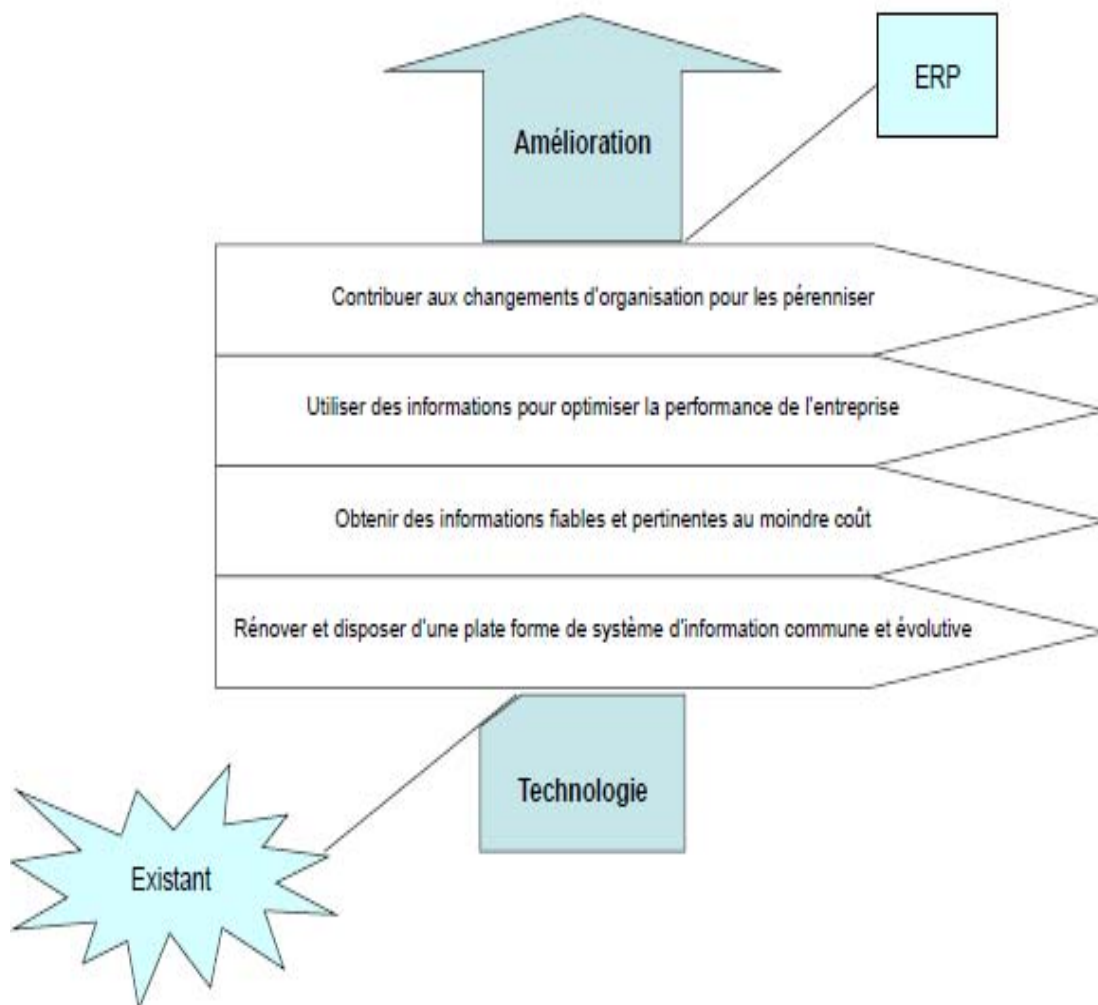 ERP
Amélioration
Contribuer aux changements d'organisation pour les pérenniser
Utiliser des informations pour optimiser la performance de l'entreprise
Obtenir des informations fiables et pertinentes au moindre coût
Rénover et disposer d'une plate forme de système d'information commune et évolutive
Technologie
Existant